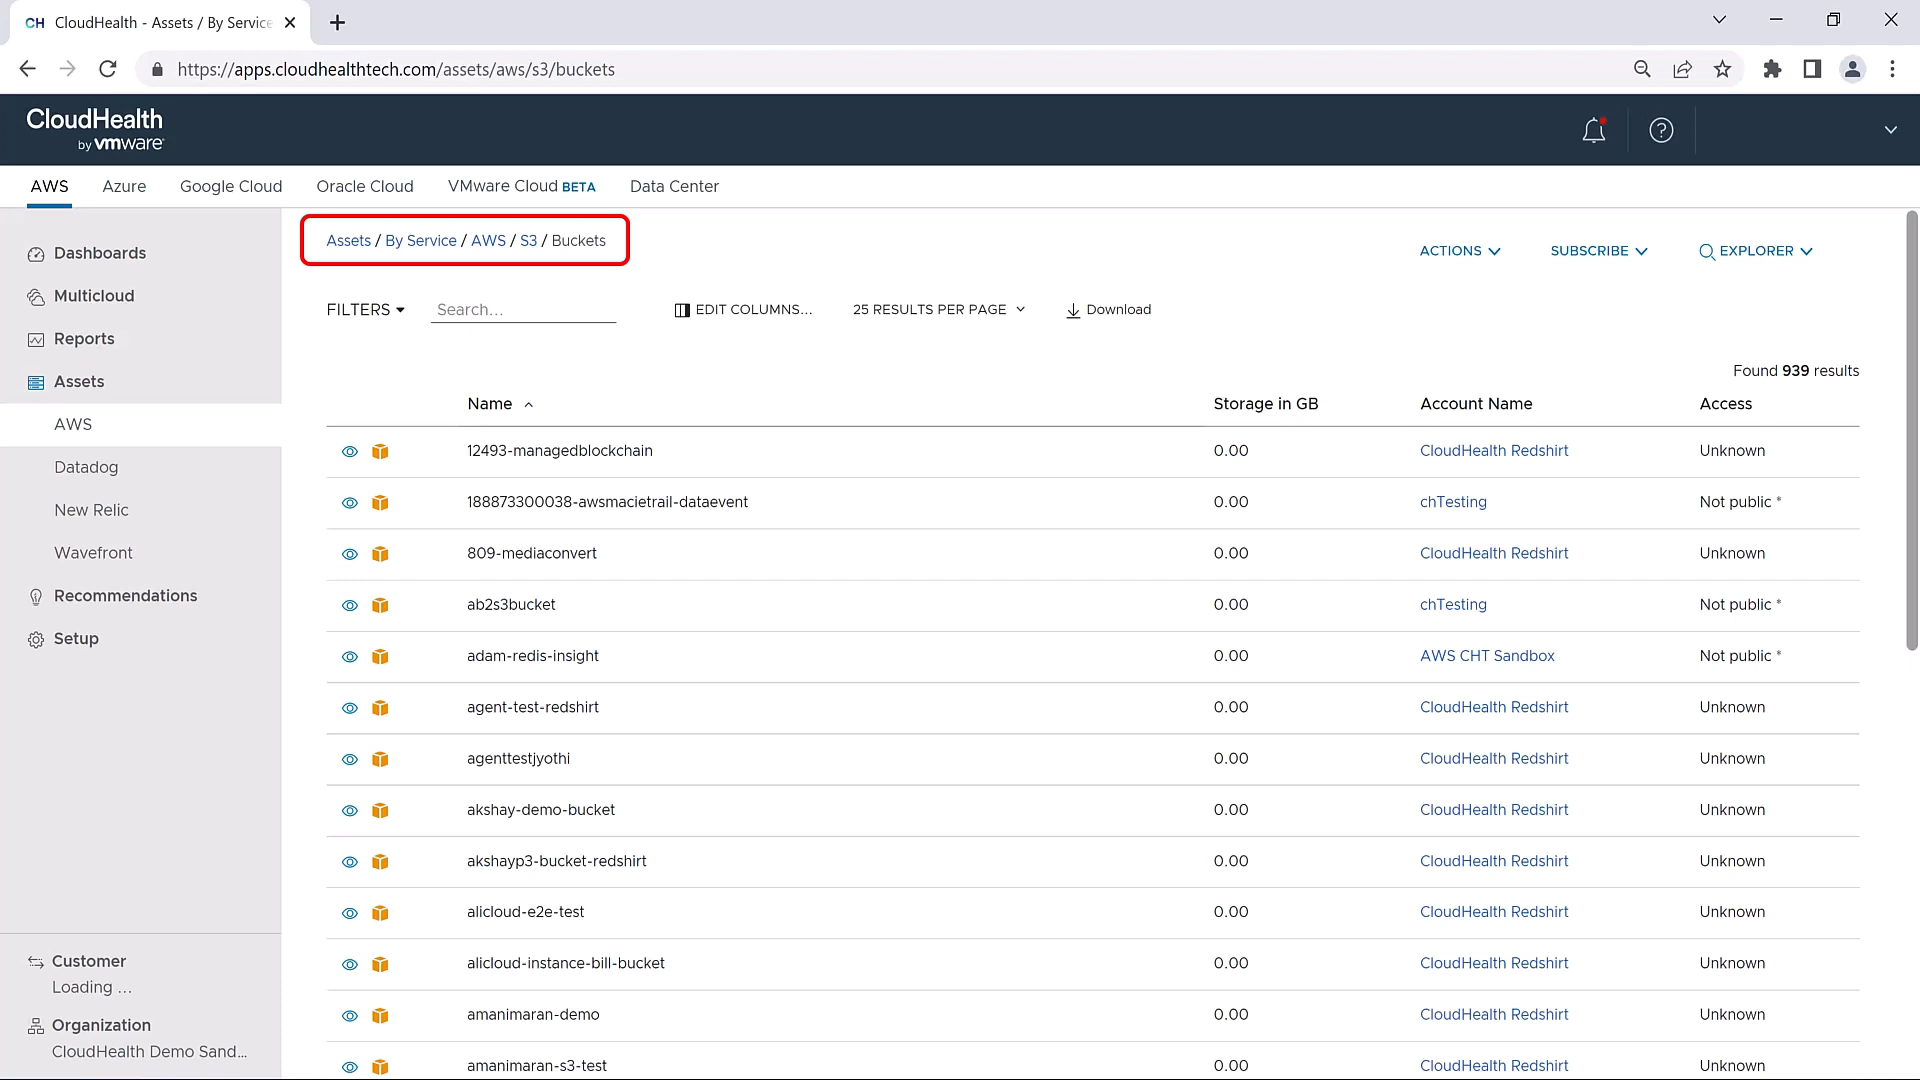 CH CloudHealth - Assets / By Service
https://apps.cloudhealthtech.com/assets/aws/s3/buckets
CloudHealth
by vmware
AWS Azure Google Cloud Oracle Cloud VMware Cloud BETA Data Center
Dashboards
Multicloud
Reports
Assets
AWS
Datadog
New Relic
Wavefront
Recommendations
Setup
Customer
Loading ...
Organization
CloudHealth Demo Sand...
Assets / By Service / AWS / S3 / Buckets
ACTIONS SUBSCRIBE EXPLORER
FILTERS Search... EDIT COLUMNS... 25 RESULTS PER PAGE Download
Found 939 results
Name Storage in GB Account Name Access
12493-managedblockchain 0.00 CloudHealth Redshirt Unknown
188873300038-awsmacietrail-dataevent 0.00 chTesting Not public *
809-mediaconvert 0.00 CloudHealth Redshirt Unknown
ab2s3bucket 0.00 chTesting Not public *
adam-redis-insight 0.00 AWS CHT Sandbox Not public *
agent-test-redshirt 0.00 CloudHealth Redshirt Unknown
agenttestjyothi 0.00 CloudHealth Redshirt Unknown
akshay-demo-bucket 0.00 CloudHealth Redshirt Unknown
akshayp3-bucket-redshirt 0.00 CloudHealth Redshirt Unknown
alicloud-e2e-test 0.00 CloudHealth Redshirt Unknown
alicloud-instance-bill-bucket 0.00 CloudHealth Redshirt Unknown
amanimaran-demo 0.00 CloudHealth Redshirt Unknown
amanimaran-s3-test 0.00 CloudHealth Redshirt Unknown